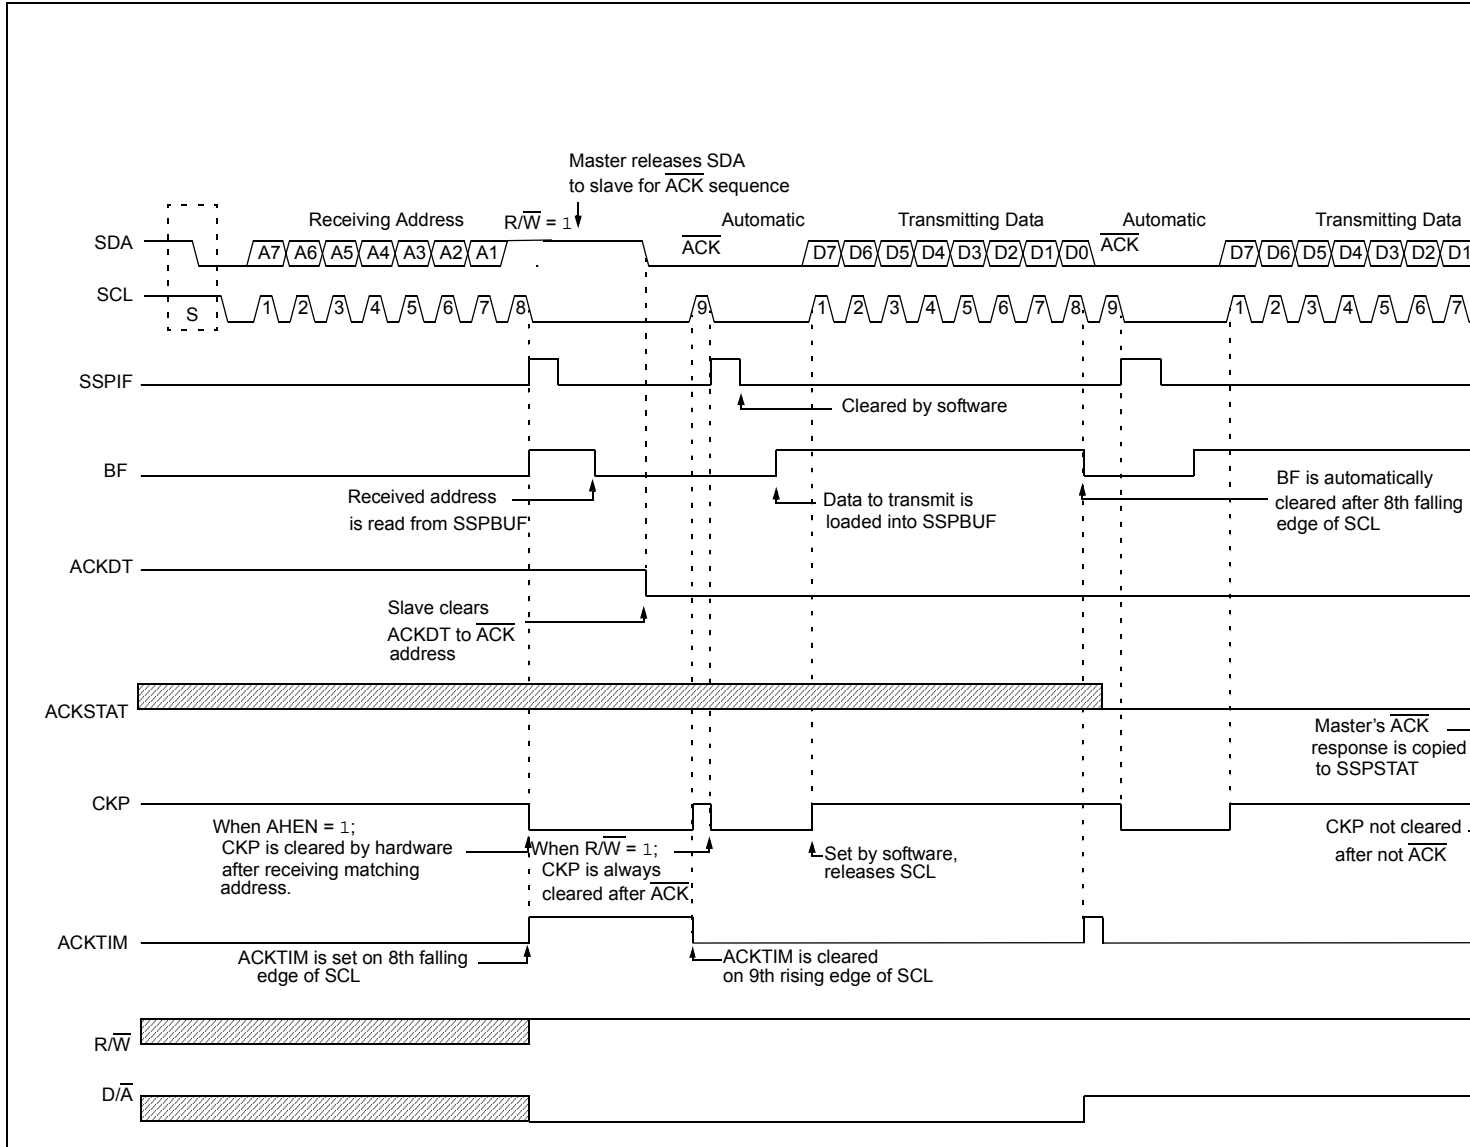 Master releases SDA
to slave for ACK sequence
Receiving Address
R/W = 1
Automatic
Transmitting Data
Automatic
Transmitting Data
SDA
A7 A6 A5 A4 A3 A2 A1
ACK
D7 D6 D5 D4 D3 D2 D1 D0
ACK
D7 D6 D5 D4 D3 D2 D1
SCL
S
1 2 3 4 5 6 7 8 9 1 2 3 4 5 6 7 8 9 1 2 3 4 5 6 7
SSPIF
Cleared by software
BF
Received address
is read from SSPBUF
Data to transmit is
loaded into SSPBUF
BF is automatically
cleared after 8th falling
edge of SCL
ACKDT
Slave clears
ACKDT to ACK
address
ACKSTAT
Master's ACK
response is copied
to SSPSTAT
CKP
When AHEN = 1;
CKP is cleared by hardware
after receiving matching
address.
When R/W = 1;
CKP is always
cleared after ACK
Set by software,
releases SCL
CKP not cleared
after not ACK
ACKTIM
ACKTIM is set on 8th falling
edge of SCL
ACKTIM is cleared
on 9th rising edge of SCL
R/W
D/A